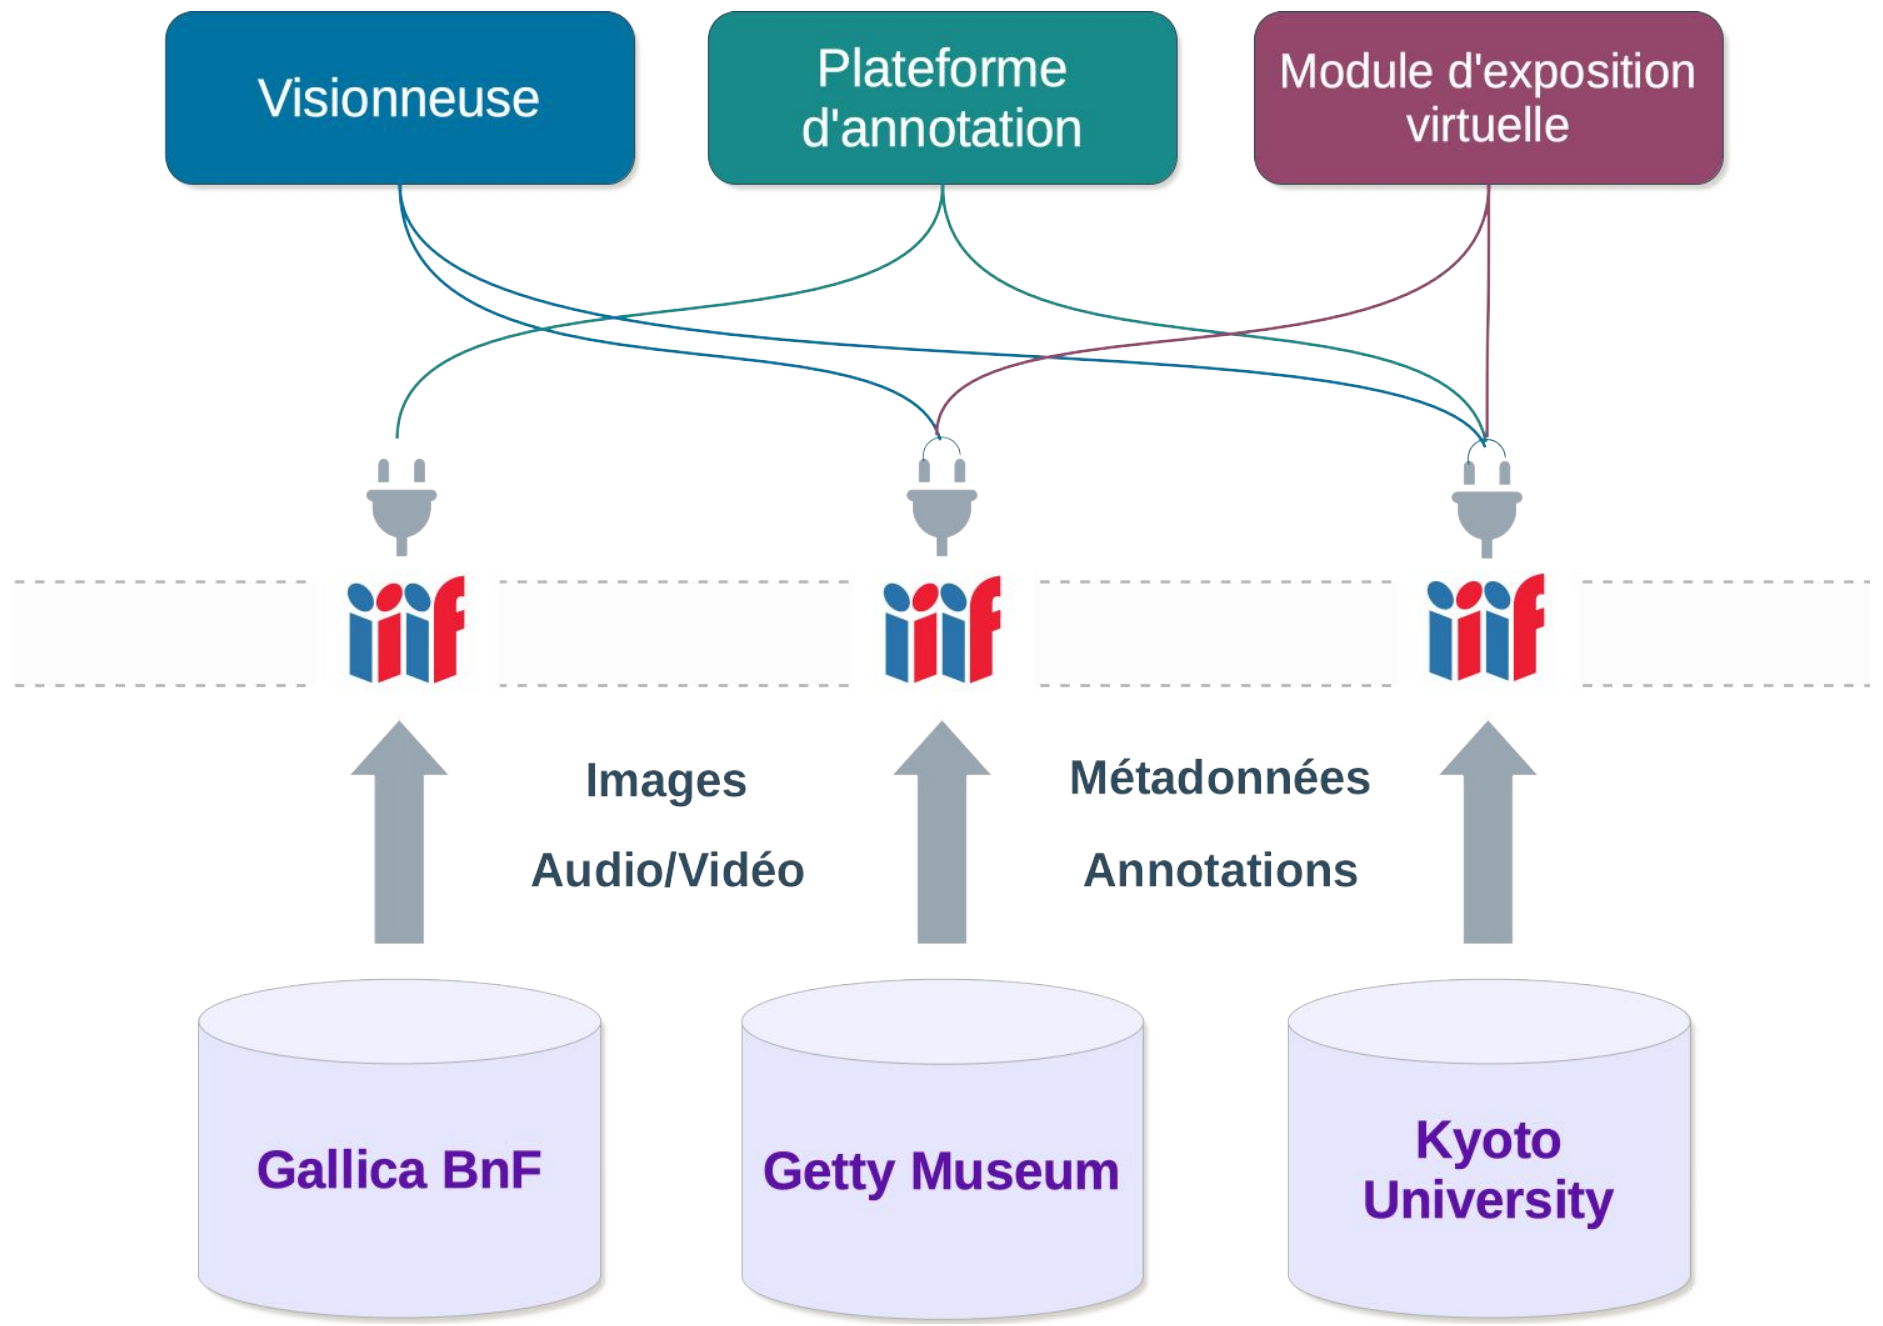 Visionneuse
Plateforme
d'annotation
Module d'exposition
virtuelle
iiif
iiif
iiif
Images
Audio/Vidéo
Métadonnées
Annotations
Gallica BnF
Getty Museum
Kyoto
University